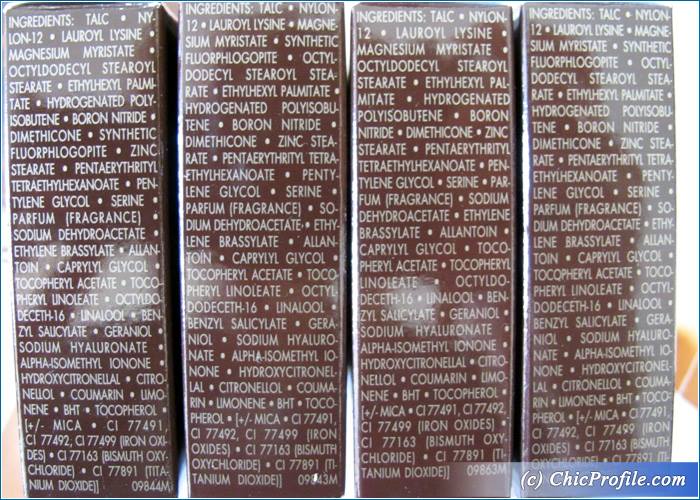 INGREDIENTS: TALC • NY-
LON-12 • LAUROYL LYSINE •
MAGNESIUM MYRISTATE •
OCTYLDODECYL STEAROYL
STEARATE • ETHYLHEXYL PALMI-
TATE • HYDROGENATED POLY-
ISOBUTENE • BORON NITRIDE •
DIMETHICONE • SYNTHETIC
FLUORPHLOGOPITE • ZINC
STEARATE • PENTAERYTHRITYL
TETRAETHYLHEXANOATE • PEN-
TYLENE GLYCOL • SERINE •
PARFUM (FRAGRANCE) •
SODIUM DEHYDROACETATE •
ETHYLENE BRASSYLATE • ALLAN-
TOIN • CAPRYLYL GLYCOL •
TOCOPHERYL ACETATE • TOCO-
PHERYL LINOLEATE • OCTYLDO-
DECETH-16 • LINALOOL • BEN-
ZYL SALICYLATE • GERANIOL •
SODIUM HYALURONATE •
ALPHA-ISOMETHYL IONONE •
HYDROXYCITRONELLAL • CITRO-
NELLOL • COUMARIN • LIMO-
NENE • BHT • TOCOPHEROL
• [+/- MICA • CI 77491,
CI 77492, CI 77499 (IRON OXI-
DES) • CI 77163 (BISMUTH OXY-
CHLORIDE) • CI 77891 (TITA-
NIUM DIOXIDE)] 09844M
INGREDIENTS: TALC • NYLON-
12 • LAUROYL LYSINE • MAGNE-
SIUM MYRISTATE • SYNTHETIC
FLUORPHLOGOPITE • OCTYL-
DODECYL STEAROYL STEA-
RATE • ETHYLHEXYL PALMITATE •
HYDROGENATED POLYISOBU-
TENE • BORON NITRIDE •
DIMETHICONE • ZINC STEA-
RATE • PENTAERYTHRITYL TETRA-
ETHYLHEXANOATE • PENTY-
LENE GLYCOL • SERINE •
PARFUM (FRAGRANCE) • SO-
DIUM DEHYDROACETATE • ETHY-
LENE BRASSYLATE • ALLAN-
TOIN • CAPRYLYL GLYCOL •
TOCOPHERYL ACETATE • TOCO-
PHERYL LINOLEATE • OCTYL-
DODECETH-16 • LINALOOL •
BENZYL SALICYLATE • GERA-
NIOL • SODIUM HYALURO-
NATE • ALPHA-ISOMETHYL IO-
NONE • HYDROXYCITRONEL-
LAL • CITRONELLOL • COUMA-
RIN • LIMONENE • BHT • TOCO-
PHEROL • [+/- MICA • CI 77491,
CI 77492, CI 77499 (IRON
OXIDES) • CI 77163 (BISMUTH
OXYCHLORIDE) • CI 77891 (TI-
TANIUM DIOXIDE)] 09843M
INGREDIENTS: TALC • NYLON-
12 • LAUROYL LYSINE •
MAGNESIUM MYRISTATE •
OCTYLDODECYL STEAROYL
STEARATE • ETHYLHEXYL PAL-
MITATE • HYDROGENATED
POLYISOBUTENE • BORON
NITRIDE • DIMETHICONE • ZINC
STEARATE • PENTAERYTHRITYL
TETRAETHYLHEXANOATE • PEN-
TYLENE GLYCOL • SERINE • PAR-
FUM (FRAGRANCE) • SODIUM
DEHYDROACETATE • ETHYLENE
BRASSYLATE • ALLANTOIN •
CAPRYLYL GLYCOL • TOCO-
PHERYL ACETATE • TOCOPHERYL
LINOLEATE • OCTYLDO-
DECETH-16 • LINALOOL • BEN-
ZYL SALICYLATE • GERANIOL •
SODIUM HYALURONATE •
ALPHA-ISOMETHYL IONONE •
HYDROXYCITRONELLAL • CITRO-
NELLOL • COUMARIN • LIMO-
NENE • BHT • TOCOPHEROL
• [+/- MICA • CI 77491,
CI 77492, CI 77499 (IRON
OXIDES) • CI 77163 (BISMUTH
OXYCHLORIDE) • CI 77891 (TI-
TANIUM DIOXIDE)] 09863M
INGREDIENTS: TALC • NYLON-
12 • LAUROYL LYSINE • MAGNE-
SIUM MYRISTATE • SYNTHETIC
FLUORPHLOGOPITE • OCTYL-
DODECYL STEAROYL STEA-
RATE • ETHYLHEXYL PALMITATE •
HYDROGENATED POLYISOBU-
TENE • BORON NITRIDE •
DIMETHICONE • ZINC STEA-
RATE • PENTAERYTHRITYL TETRA-
ETHYLHEXANOATE • PENTY-
LENE GLYCOL • SERINE •
PARFUM (FRAGRANCE) • SO-
DIUM DEHYDROACETATE • ETHY-
LENE BRASSYLATE • ALLAN-
TOIN • CAPRYLYL GLYCOL •
TOCOPHERYL ACETATE • TOCO-
PHERYL LINOLEATE • OCTYL-
DODECETH-16 • LINALOOL •
BENZYL SALICYLATE • GERA-
NIOL • SODIUM HYALURO-
NATE • ALPHA-ISOMETHYL IO-
NONE • HYDROXYCITRONEL-
LAL • CITRONELLOL • COUMA-
RIN • LIMONENE • BHT • TOCO-
PHEROL • [+/- MICA • CI 77491,
CI 77492, CI 77499 (IRON
OXIDES) • CI 77163 (BISMUTH
OXYCHLORIDE) • CI 77891 (TI-
(c) ChicProfile.com